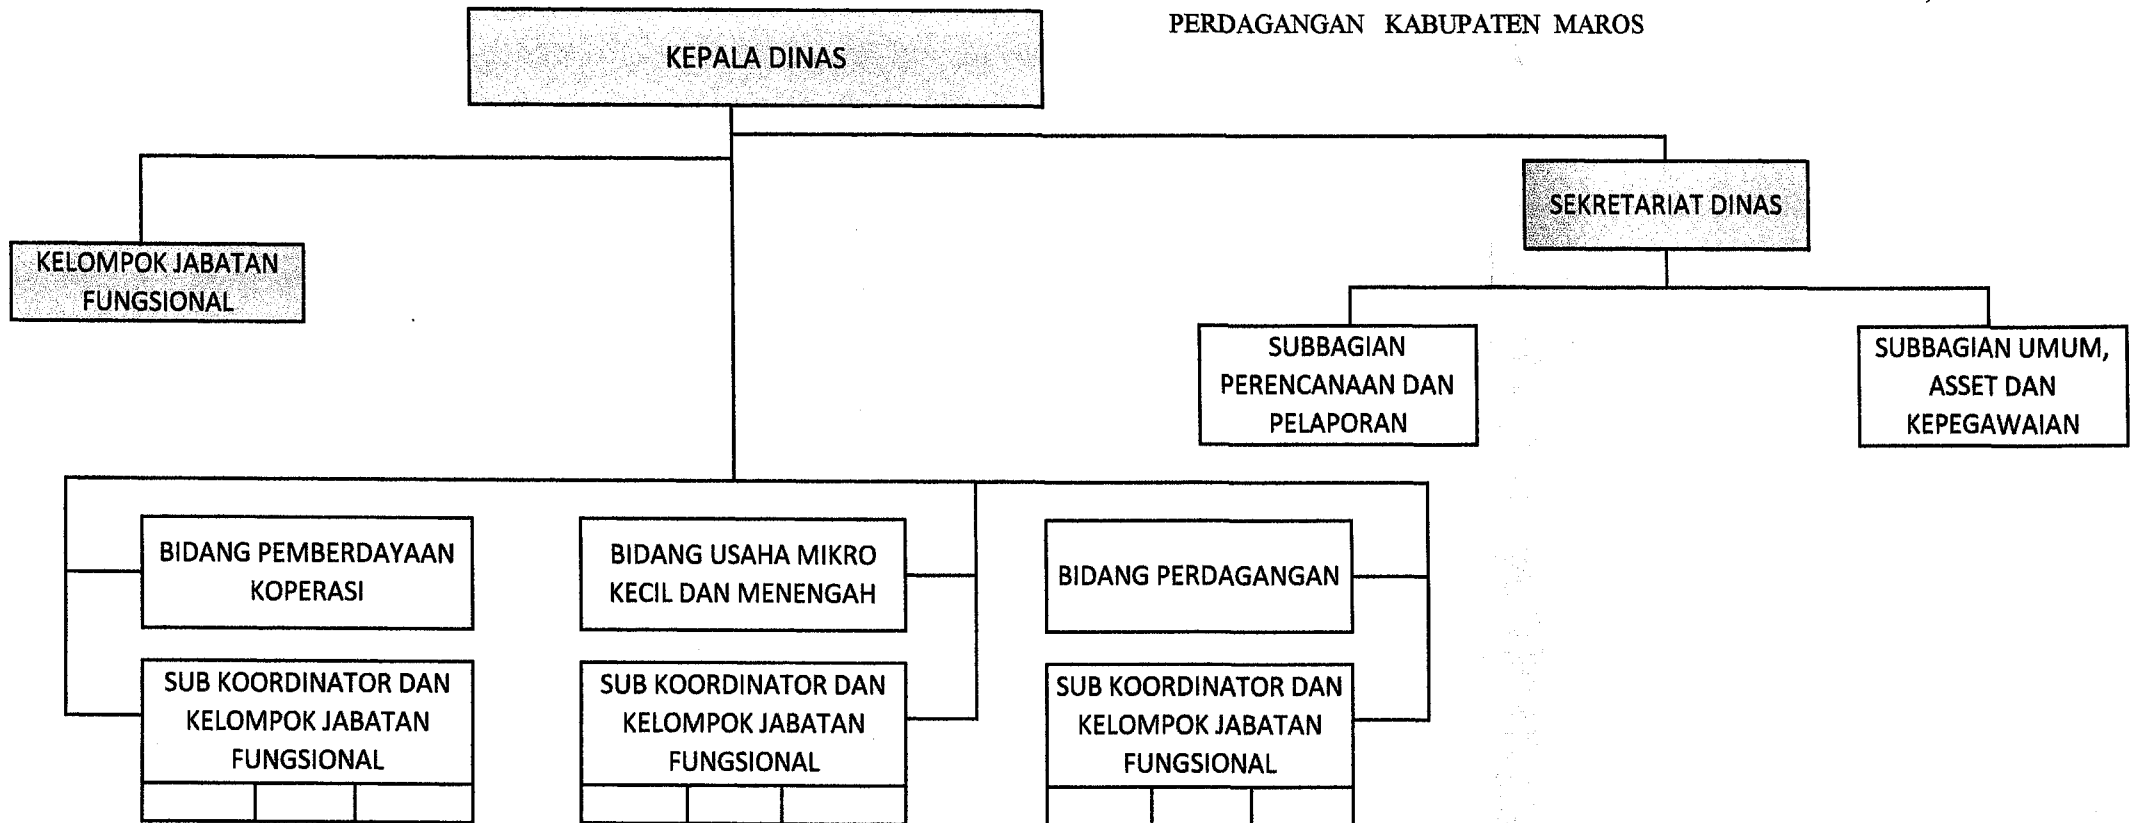 PERDAGANGAN KABUPATEN MAROS
KEPALA DINAS
SEKRETARIAT DINAS
KELOMPOK JABATAN
FUNGSIONAL
SUBBAGIAN
PERENCANAAN DAN
PELAPORAN
SUBBAGIAN UMUM,
ASSET DAN
KEPEGAWAIAN
BIDANG PEMBERDAYAAN
KOPERASI
BIDANG USAHA MIKRO
KECIL DAN MENENGAH
BIDANG PERDAGANGAN
SUB KOORDINATOR DAN
KELOMPOK JABATAN
FUNGSIONAL
SUB KOORDINATOR DAN
KELOMPOK JABATAN
FUNGSIONAL
SUB KOORDINATOR DAN
KELOMPOK JABATAN
FUNGSIONAL